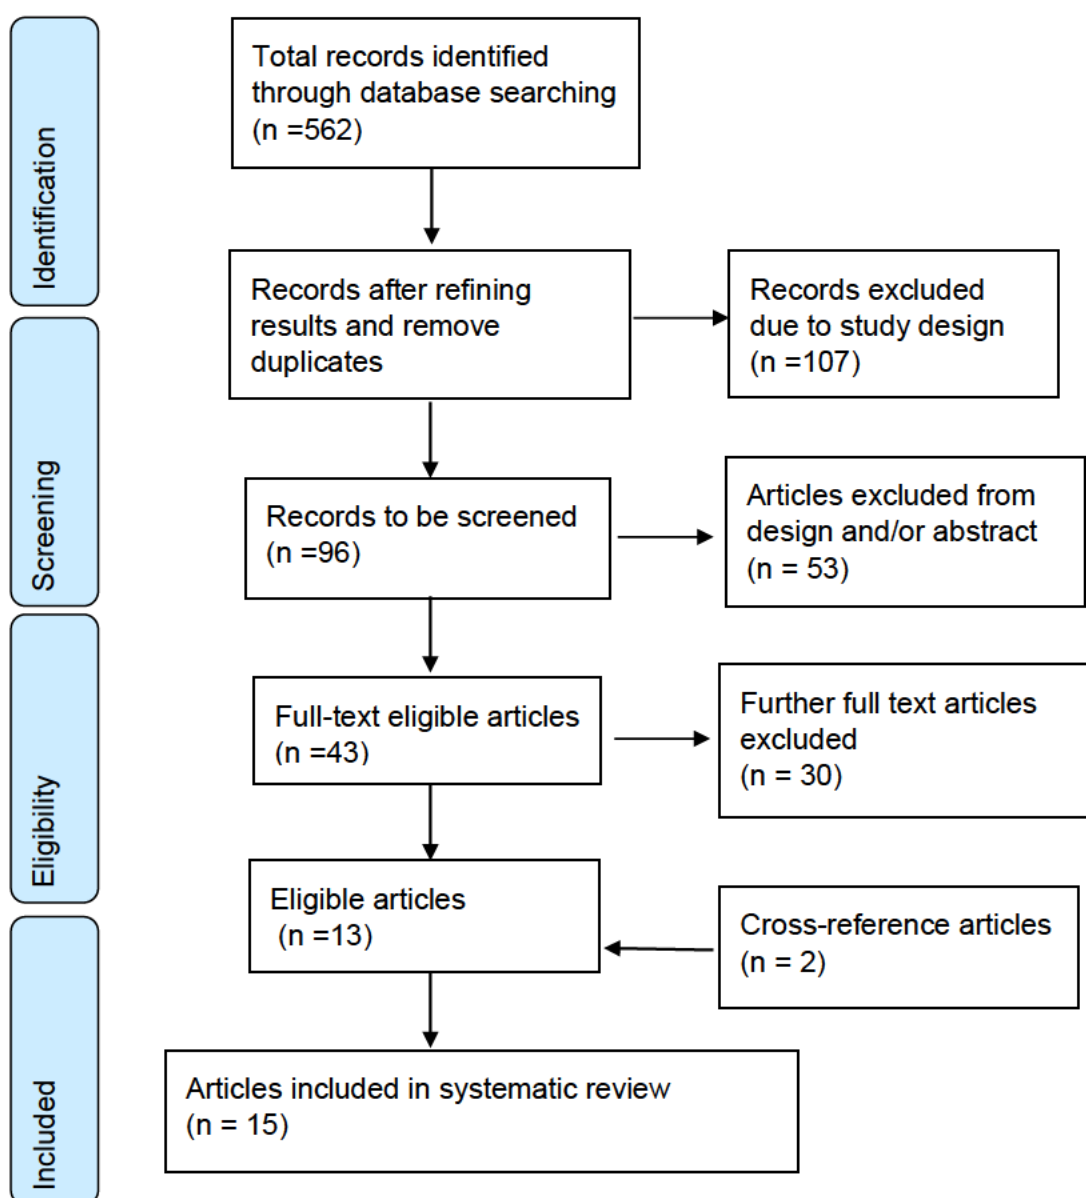 Identification
Total records identified
through database searching
(n =562)
Records after refining
results and remove
duplicates
Records excluded
due to study design
(n =107)
Screening
Records to be screened
(n =96)
Articles excluded from
design and/or abstract
(n = 53)
Eligibility
Full-text eligible articles
(n =43)
Further full text articles
excluded
(n = 30)
Eligible articles
(n =13)
Cross-reference articles
(n = 2)
Included
Articles included in systematic review
(n = 15)